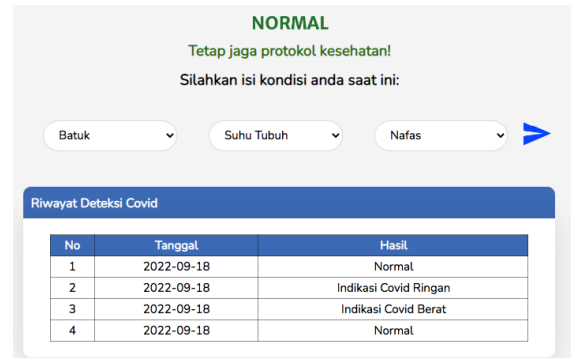 NORMAL
Tetap jaga protokol kesehatan!
Silahkan isi kondisi anda saat ini:
Batuk Suhu Tubuh Nafas
Riwayat Deteksi Covid
No Tanggal Hasil
1 2022-09-18 Normal
2 2022-09-18 Indikasi Covid Ringan
3 2022-09-18 Indikasi Covid Berat
4 2022-09-18 Normal